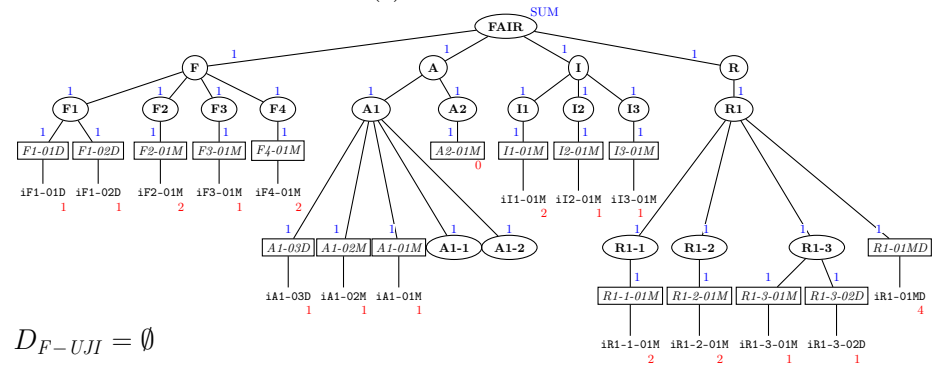 SUM
FAIR
1 1 1 1
F A I R
1 1 1 1 1 1 1 1 1 1
F1 F2 F3 F4 A1 A2 I1 I2 I3 R1
1 1 1 1 1 1 1 1 1
F1-01D F1-02D F2-01M F3-01M F4-01M A2-01M I1-01M I2-01M I3-01M
0
iF1-01D iF1-02D iF2-01M iF3-01M iF4-01M iI1-01M iI2-01M iI3-01M
1 1 2 1 2 2 1 1
1 1 1 1 1 1 1 1 1
A1-03D A1-02M A1-01M A1-1 A1-2 R1-1 R1-2 R1-3 R1-01MD
1 1 1 1
iA1-03D iA1-02M iA1-01M R1-1-01M R1-2-01M R1-3-01M R1-3-02D iR1-01MD
1 1 1 4
D_{F-UJI} = ∅
iR1-1-01M iR1-2-01M iR1-3-01M iR1-3-02D
2 2 1 1